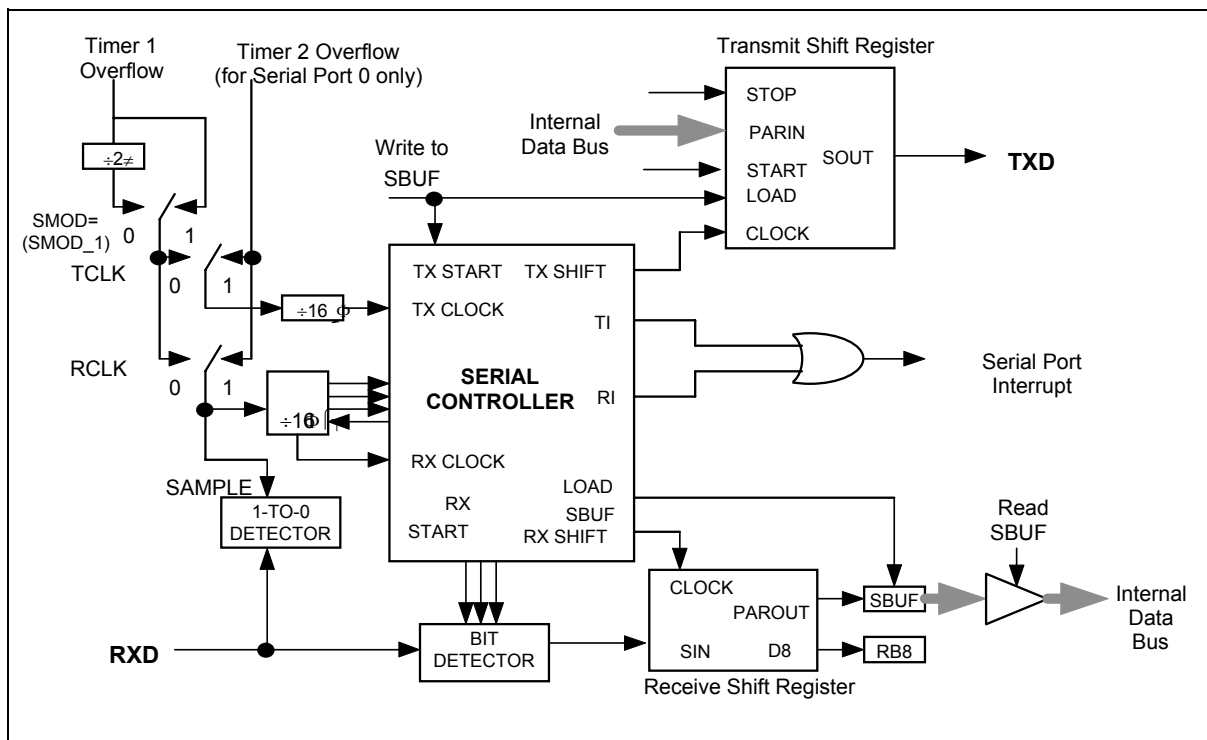 Timer 1
Overflow
Timer 2 Overflow
(for Serial Port 0 only)
Transmit Shift Register
STOP
PARIN
START
LOAD
CLOCK
SOUT
Internal
Data Bus
TXD
÷2≠
Write to
SBUF
SMOD=
(SMOD_1)
0
1
TCLK
0
1
÷16
RCLK
0
1
÷16
TX START
TX SHIFT
TX CLOCK
TI
SERIAL
CONTROLLER
RI
RX CLOCK
LOAD
SBUF
RX
START
RX SHIFT
Serial Port
Interrupt
SAMPLE
1-TO-0
DETECTOR
Read
SBUF
CLOCK
PAROUT
SIN
D8
SBUF
RB8
Internal
Data
Bus
RXD
BIT
DETECTOR
Receive Shift Register